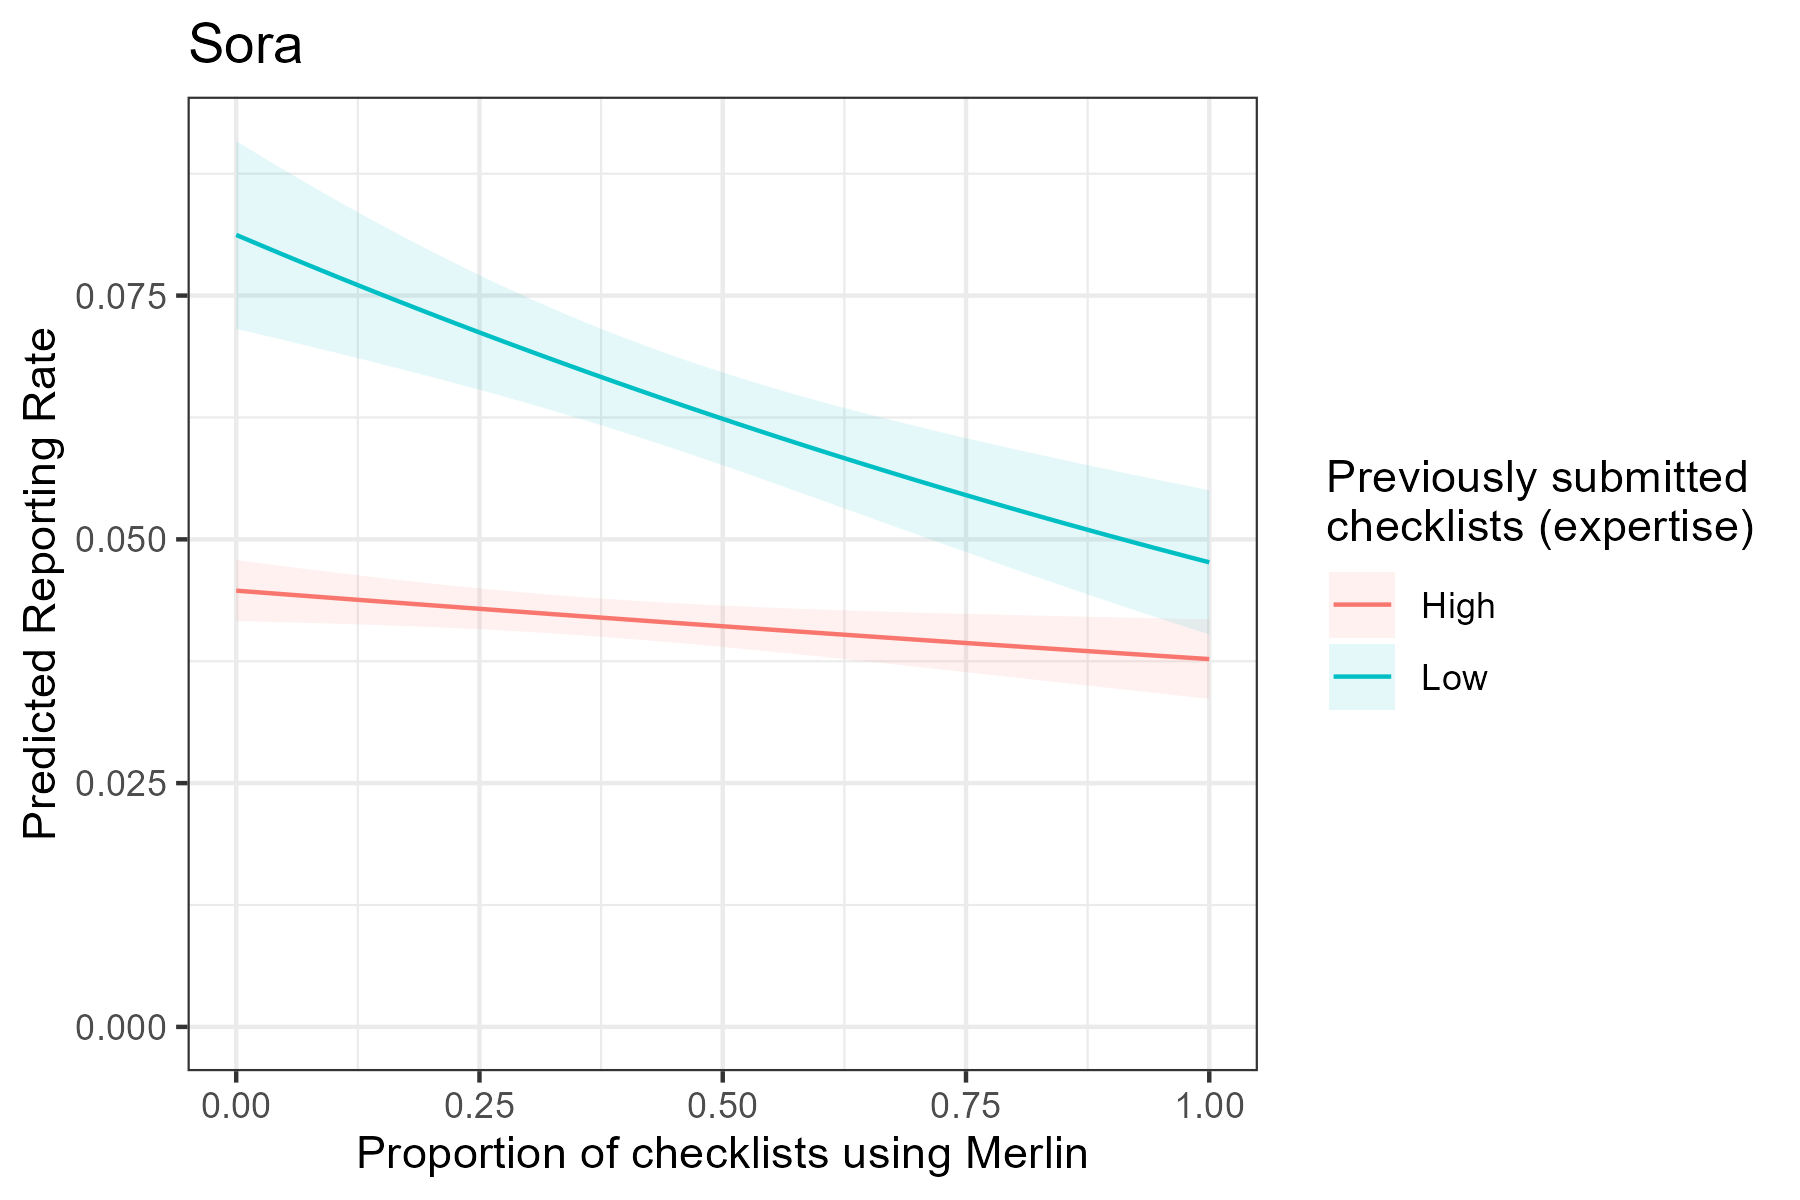 Sora
Predicted Reporting Rate
0.075
0.050
0.025
0.000
0.00 0.25 0.50 0.75 1.00
Proportion of checklists using Merlin
Previously submitted
checklists (expertise)
High
Low